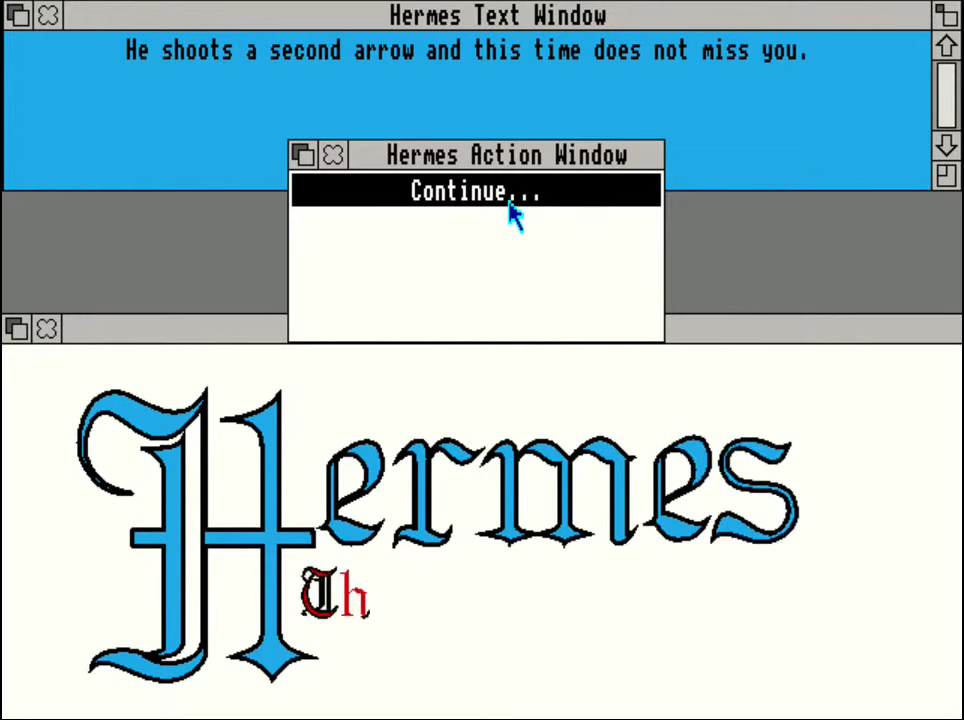 Hermes Text Window
He shoots a second arrow and this time does not miss you.
Hermes Action Window
Continue...
Hermes
Th